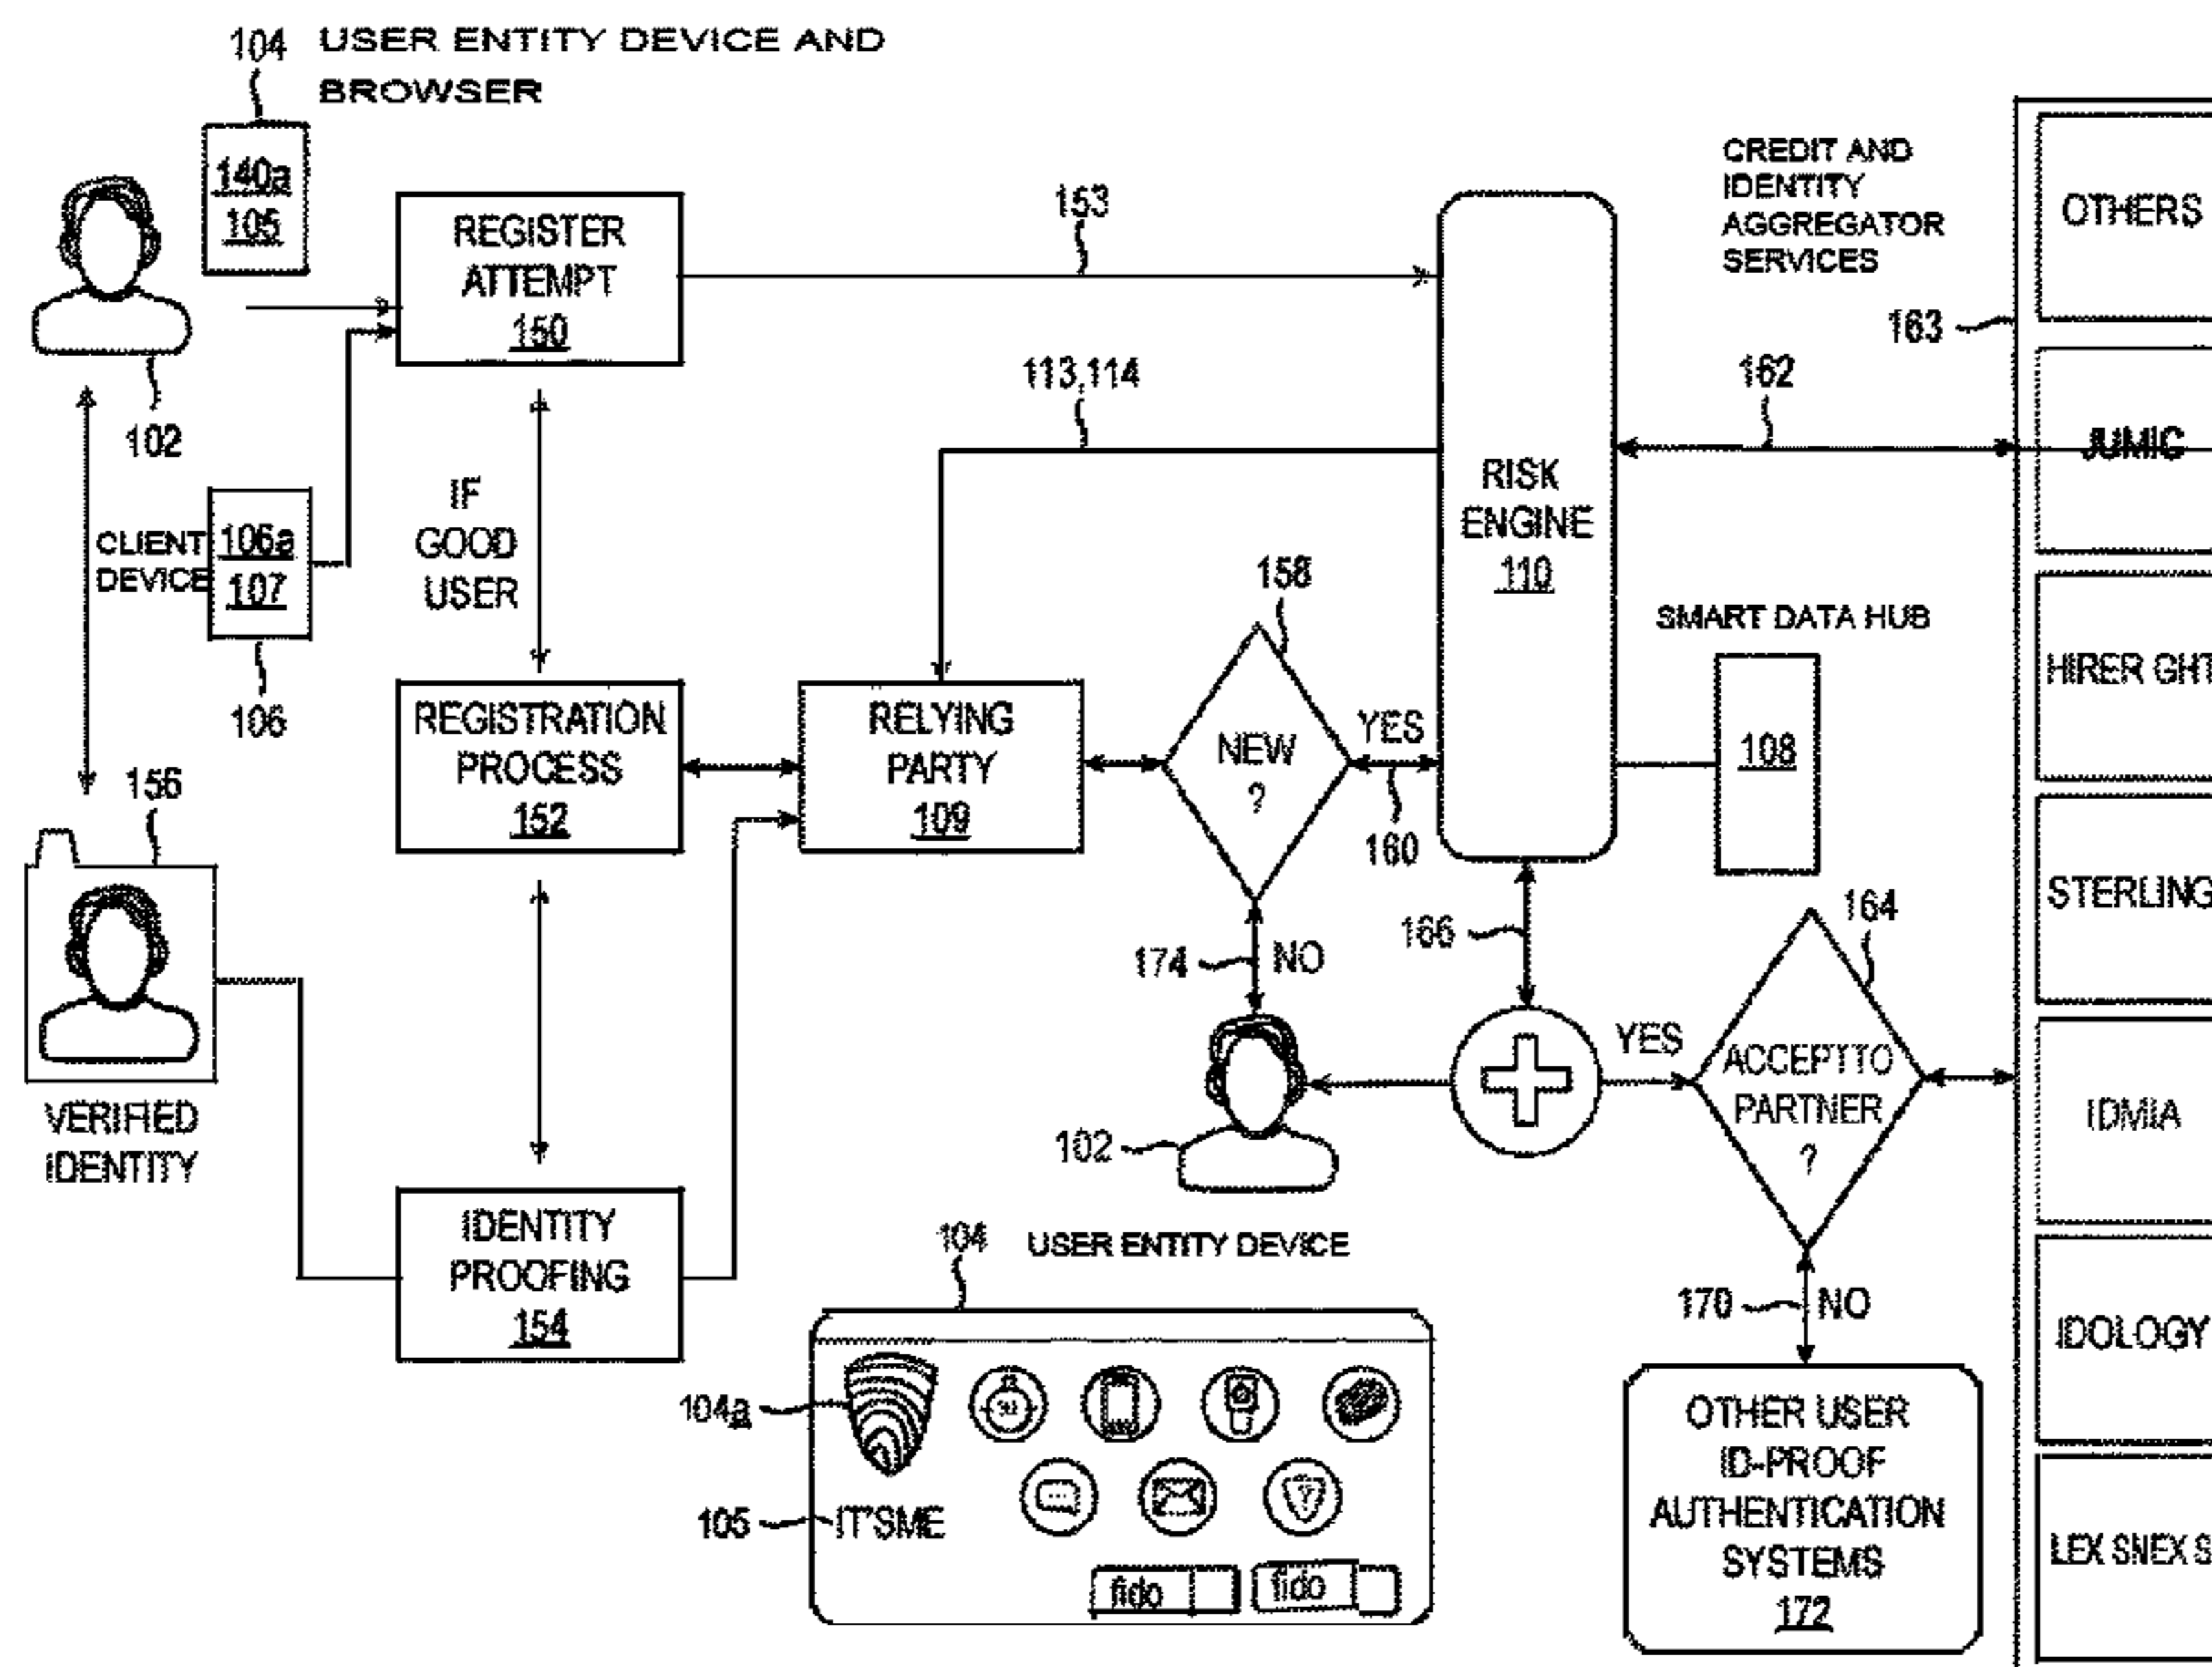 104 USER ENTITY DEVICE AND
BROWSER
140a
105
102
CLIENT
DEVICE
106a
107
106
156
VERIFIED
IDENTITY
REGISTER
ATTEMPT
150
IF
GOOD
USER
REGISTRATION
PROCESS
152
IDENTITY
PROOFING
154
153
113,114
RELYING
PARTY
109
158
NEW
?
YES
160
174
NO
102
RISK
ENGINE
110
166
CREDIT AND
IDENTITY
AGGREGATOR
SERVICES
163
162
SMART DATA HUB
108
164
YES
ACCEPTTO
PARTNER
?
170
NO
OTHER USER
ID-PROOF
AUTHENTICATION
SYSTEMS
172
104 USER ENTITY DEVICE
104a
30
?
105
IT'SME
fido
fido
OTHERS
JUMIC
HIRER GHT
STERLING
IDMIA
IDOLOGY
LEX SNEX S